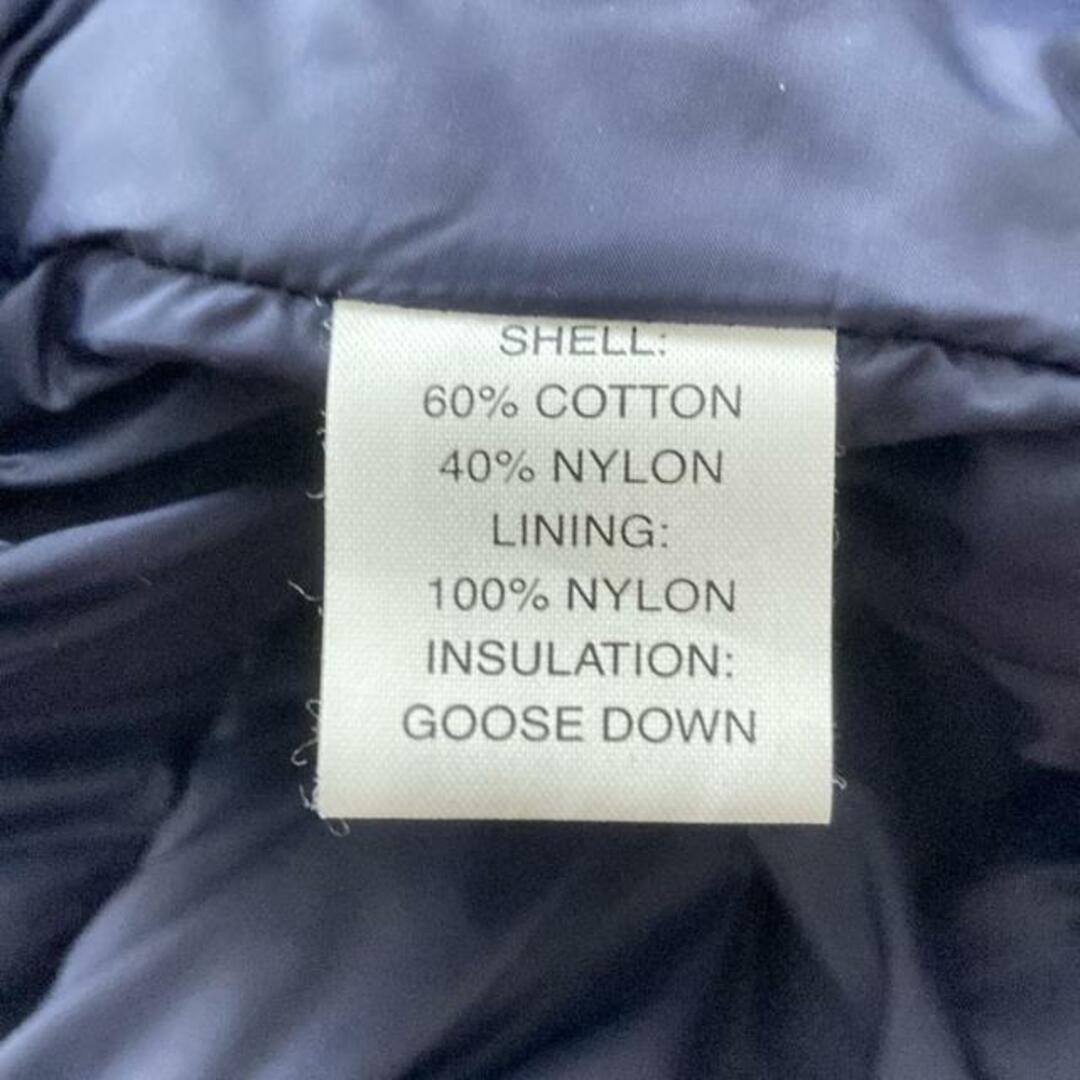 SHELL:
60% COTTON
40% NYLON
LINING:
100% NYLON
INSULATION:
GOOSE DOWN